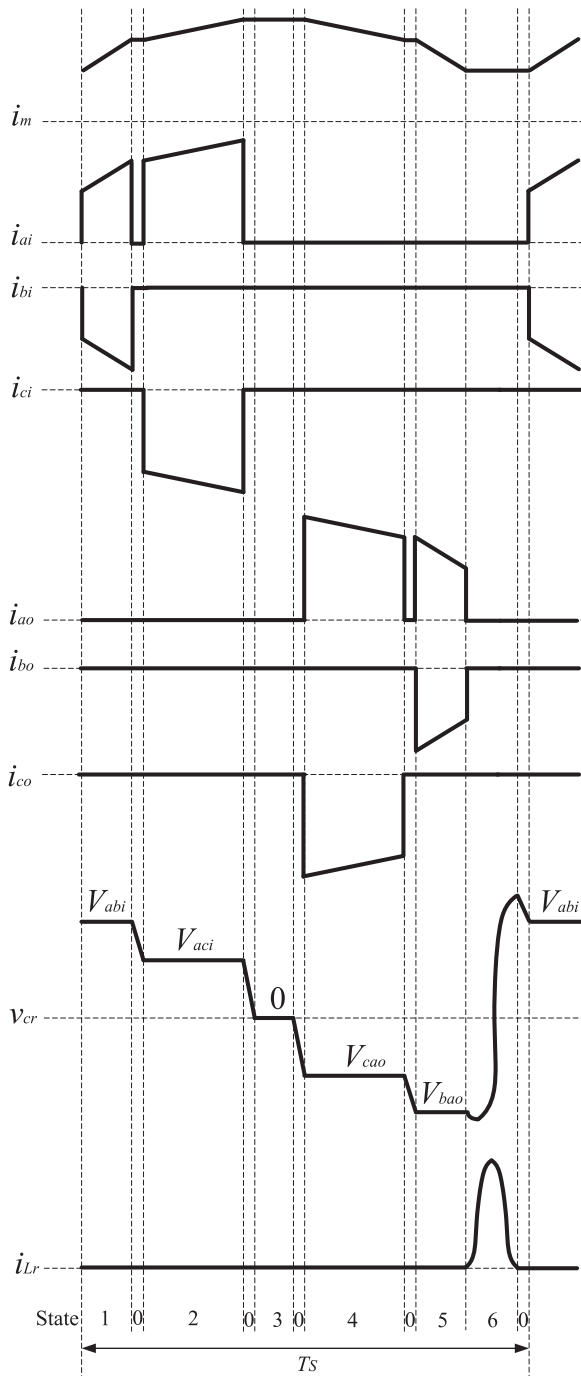 i_m
i_ai
i_bi
i_ci
i_ao
i_bo
i_co
V_abi V_abi
V_aci
0
v_cr
V_cao
V_bao
i_Lr
State 1 0 2 0 3 0 4 0 5 6 0
T_S